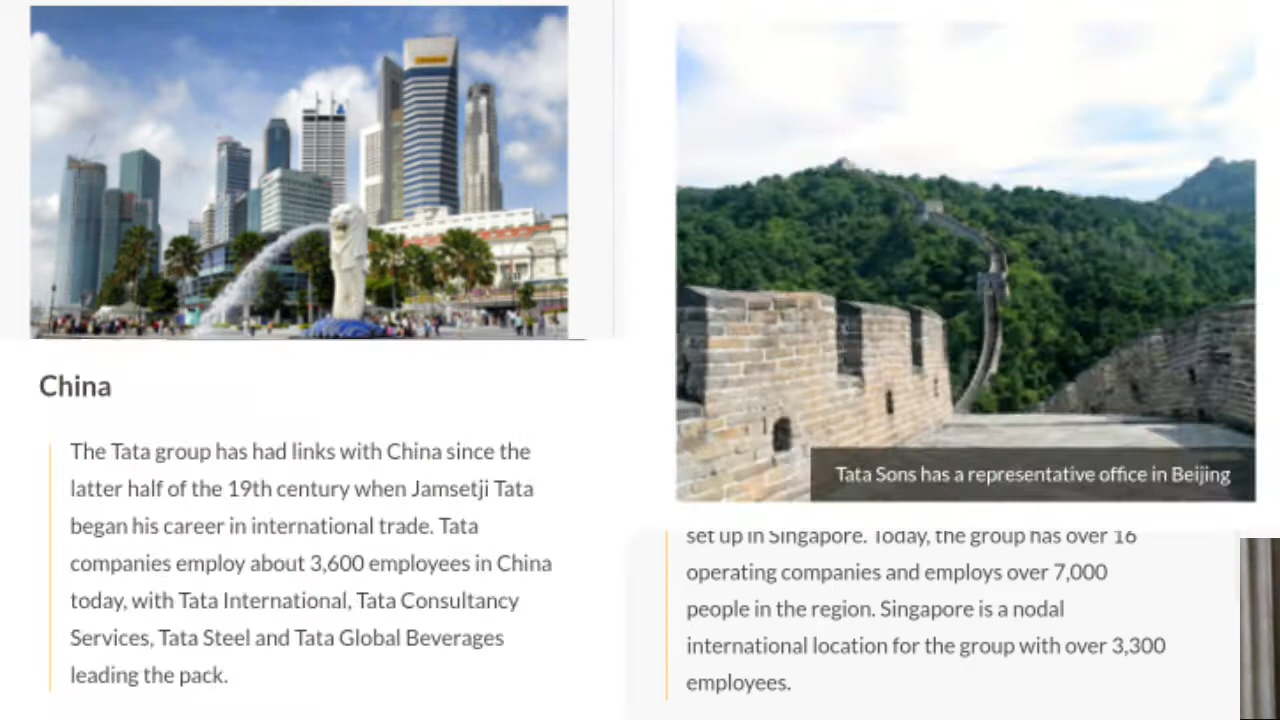 China
The Tata group has had links with China since the
latter half of the 19th century when Jamsetji Tata
began his career in international trade. Tata
companies employ about 3,600 employees in China
today, with Tata International, Tata Consultancy
Services, Tata Steel and Tata Global Beverages
leading the pack.
Tata Sons has a representative office in Beijing
set up in Singapore. Today, the group has over 16
operating companies and employs over 7,000
people in the region. Singapore is a nodal
international location for the group with over 3,300
employees.